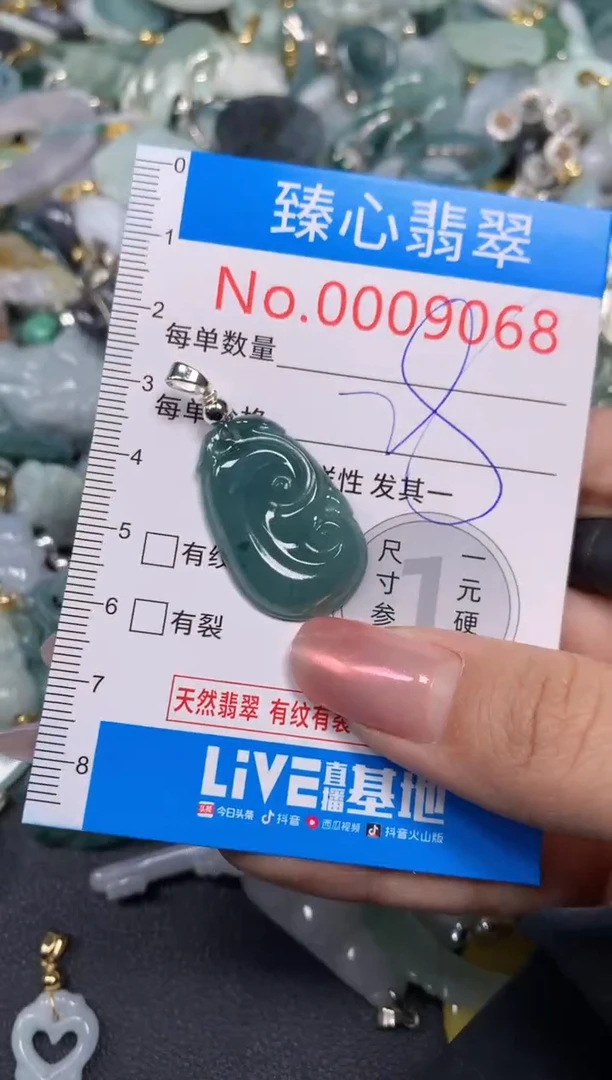 0
臻心翡翠
1
No.0009068
2
每单数量
3
每单
4
28
性 发其一
5
有纹
尺寸参
一元硬
1
6
有裂
7
天然翡翠 有纹有裂
8
LiVE直播基地
今日头条 抖音 西瓜视频 抖音火山版